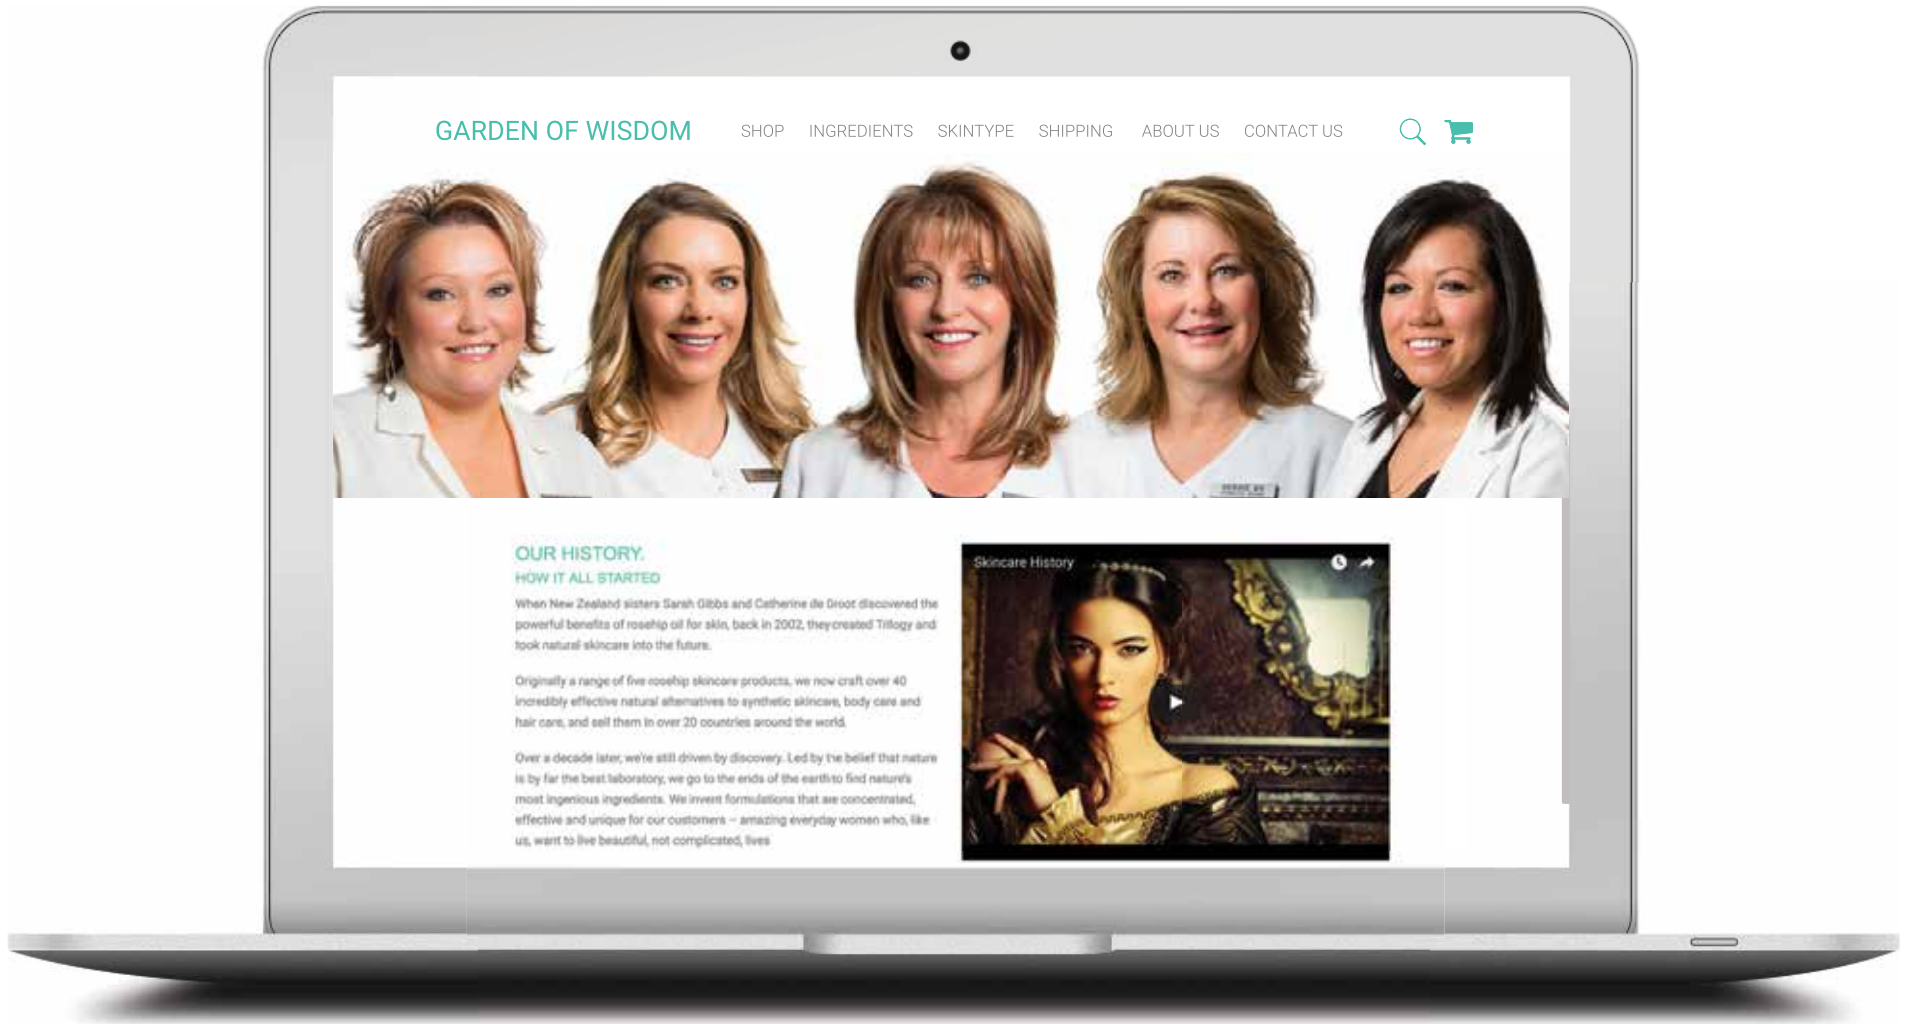 GARDEN OF WISDOM SHOP INGREDIENTS SKINTYPE SHIPPING ABOUT US CONTACT US
OUR HISTORY.
HOW IT ALL STARTED
When New Zealand sisters Sarah Gibbs and Catherine de Groot discovered the
powerful benefits of rosehip oil for skin, back in 2002, they created Trilogy and
took natural skincare into the future.
Originally a range of five rosehip skincare products, we now craft over 40
incredibly effective natural alternatives to synthetic skincare, body care and
hair care, and sell them in over 20 countries around the world.
Over a decade later, we're still driven by discovery. Led by the belief that nature
is by far the best laboratory, we go to the ends of the earth to find nature's
most ingenious ingredients. We invent formulations that are concentrated,
effective and unique for our customers – amazing everyday women who, like
us, want to live beautiful, not complicated, lives
Skincare History